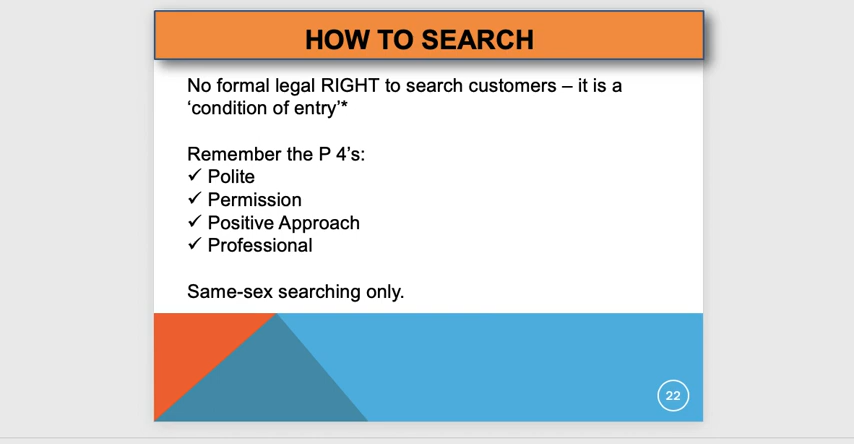 HOW TO SEARCH
No formal legal RIGHT to search customers – it is a
‘condition of entry’*
Remember the P 4’s:
✓ Polite
✓ Permission
✓ Positive Approach
✓ Professional
Same-sex searching only.
22